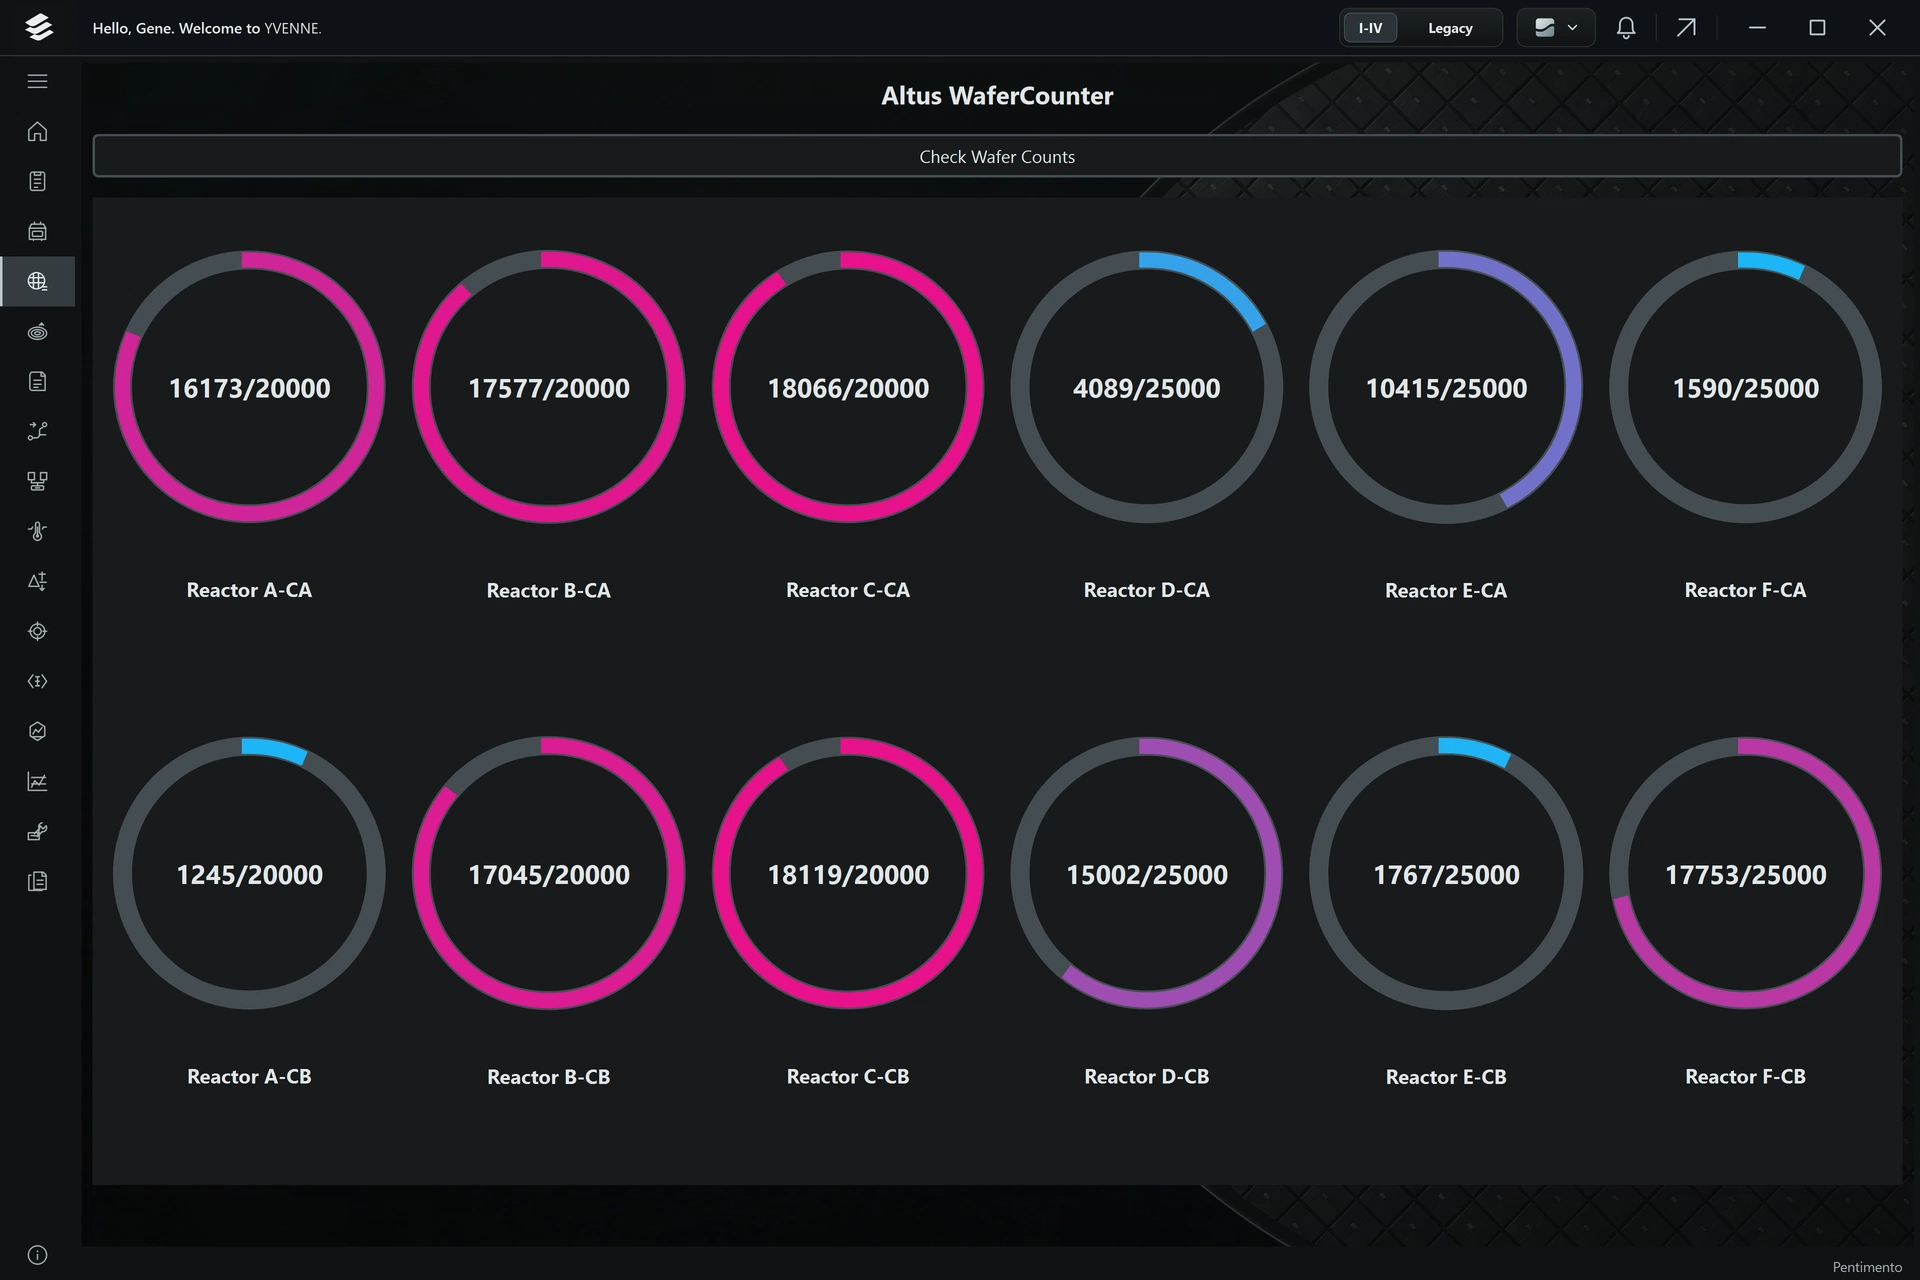 Hello, Gene. Welcome to YVENNE.
I-IV
Legacy
Altus WaferCounter
Check Wafer Counts
16173/20000
17577/20000
18066/20000
4089/25000
10415/25000
1590/25000
Reactor A-CA
Reactor B-CA
Reactor C-CA
Reactor D-CA
Reactor E-CA
Reactor F-CA
1245/20000
17045/20000
18119/20000
15002/25000
1767/25000
17753/25000
Reactor A-CB
Reactor B-CB
Reactor C-CB
Reactor D-CB
Reactor E-CB
Reactor F-CB
Pentimento